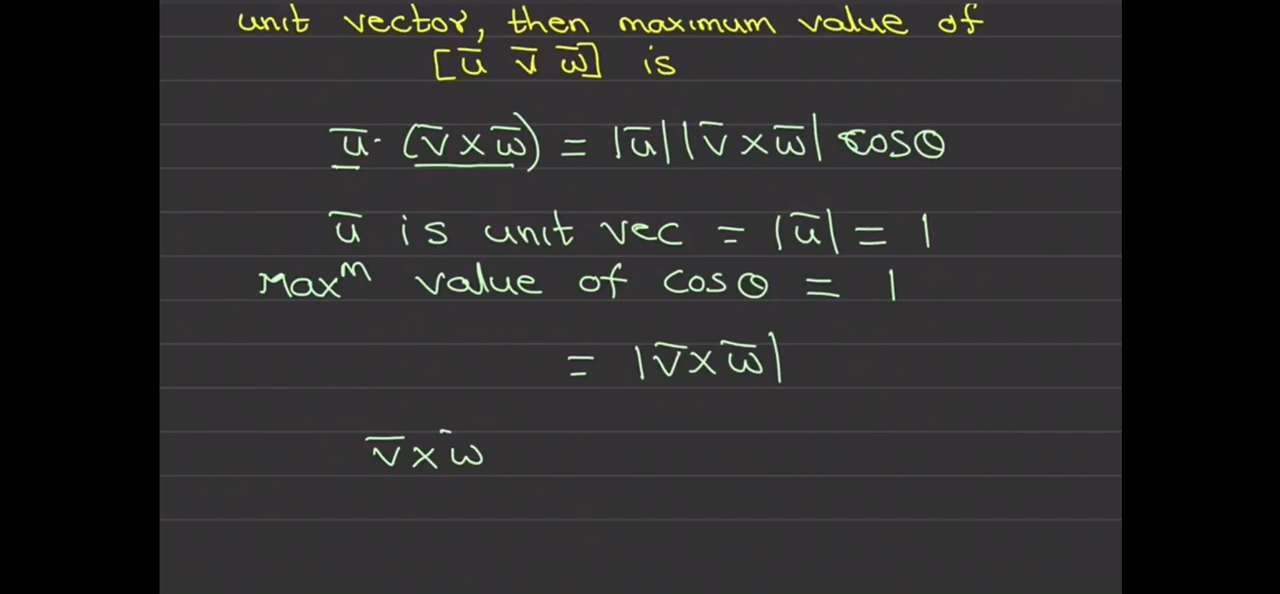 unit vector, then maximum value of
[u̅ v̅ w̅] is
u̅ · (v̅ × w̅) = |u̅| |v̅ × w̅| cosθ
u̅ is unit vec = |u̅| = 1
Maxᵐ value of cosθ = 1
= |v̅ × w̅|
v̅ × w̅